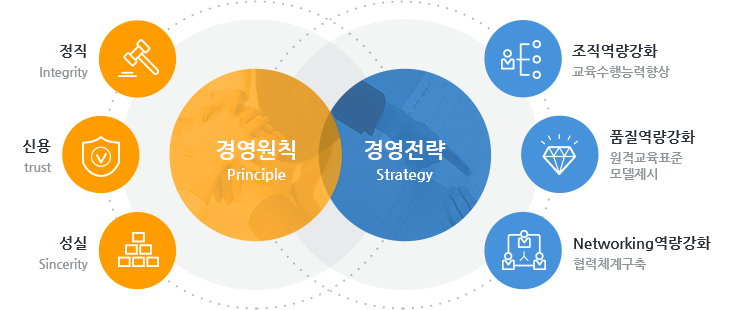 정직
Integrity
신용
trust
성실
Sincerity
경영원칙
Principle
경영전략
Strategy
조직역량강화
교육수행능력향상
품질역량강화
원격교육표준
모델제시
Networking역량강화
협력체계구축